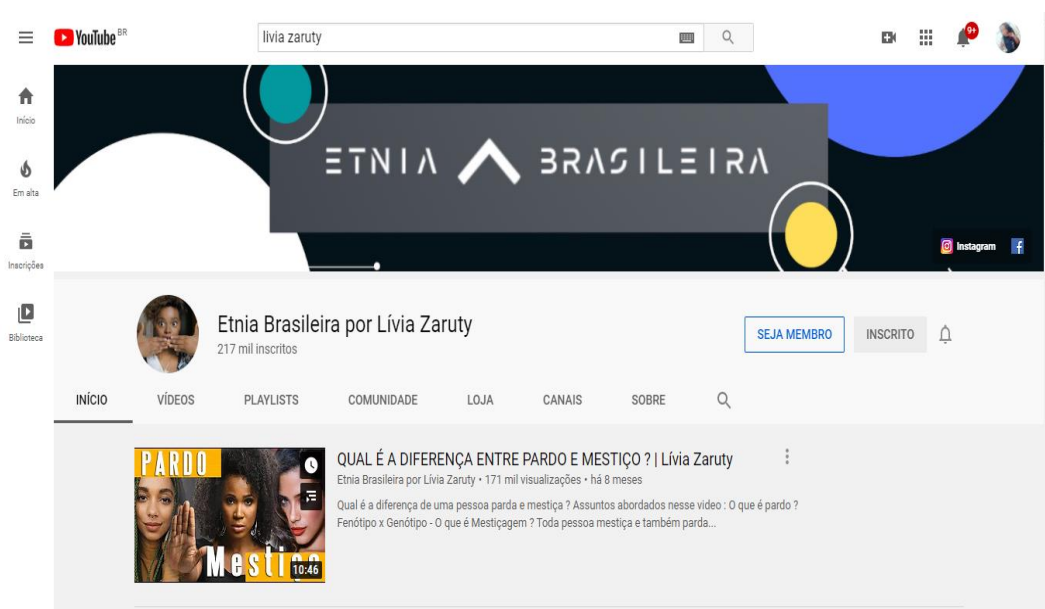 YouTube BR
livia zaruty
9+
Início
Em alta
Inscrições
Biblioteca
ETNIA BRASILEIRA
Instagram
Etnia Brasileira por Lívia Zaruty
217 mil inscritos
SEJA MEMBRO
INSCRITO
INÍCIO VÍDEOS PLAYLISTS COMUNIDADE LOJA CANAIS SOBRE
PARDO
Mestiço
10:46
QUAL É A DIFERENÇA ENTRE PARDO E MESTIÇO ? | Lívia Zaruty
Etnia Brasileira por Lívia Zaruty • 171 mil visualizações • há 8 meses
Qual é a diferença de uma pessoa parda e mestiça ? Assuntos abordados nesse video : O que é pardo ?
Fenótipo x Genótipo - O que é Mestiçagem ? Toda pessoa mestiça e também parda...